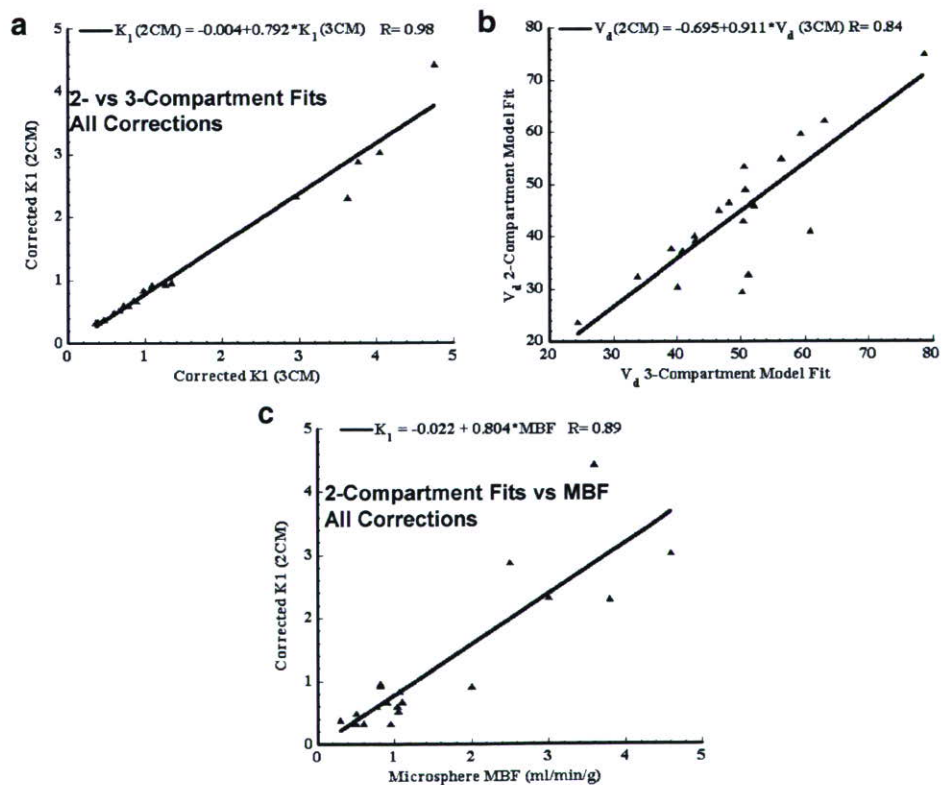 a
K₁(2CM) = -0.004+0.792*K₁(3CM) R= 0.98
2- vs 3-Compartment Fits
All Corrections
5
4
3
2
1
0
Corrected K1 (2CM)
0 1 2 3 4 5
Corrected K1 (3CM)
b
V_d (2CM) = -0.695+0.911*V_d (3CM) R= 0.84
80
70
60
50
40
30
20
V_d 2-Compartment Model Fit
20 30 40 50 60 70 80
V_d 3-Compartment Model Fit
c
K₁ = -0.022 + 0.804*MBF R= 0.89
2-Compartment Fits vs MBF
All Corrections
5
4
3
2
1
0
Corrected K1 (2CM)
0 1 2 3 4 5
Microsphere MBF (ml/min/g)